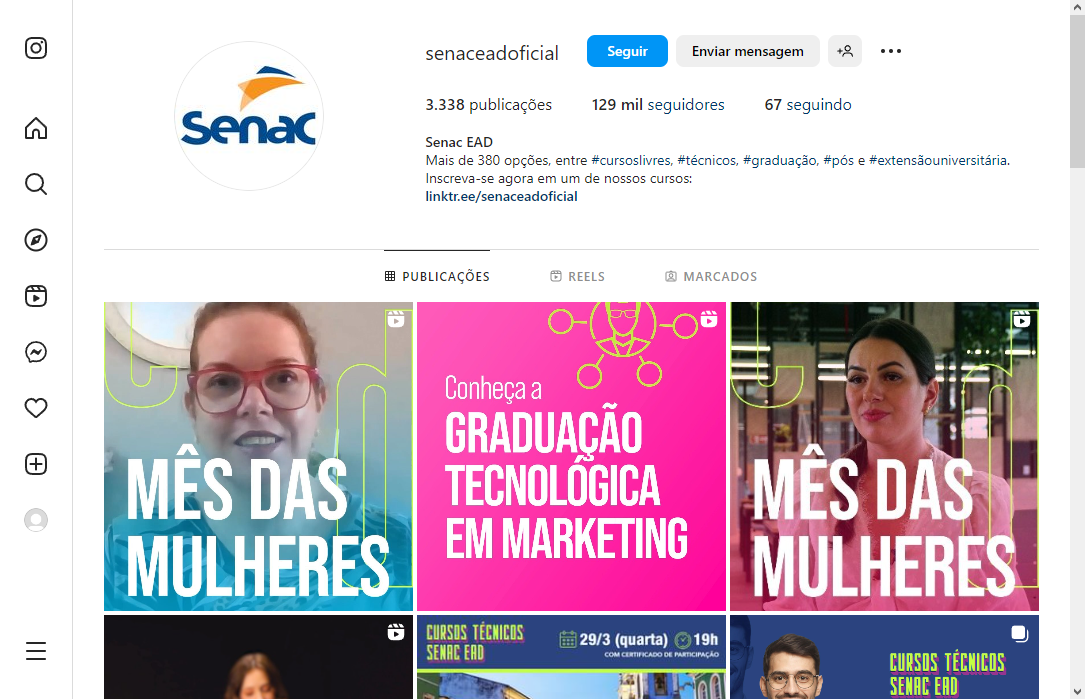 senaceadoficial
Seguir
Enviar mensagem
3.338 publicações
129 mil seguidores
67 seguindo
Senac
Senac EAD
Mais de 380 opções, entre #cursoslivres, #técnicos, #graduação, #pós e #extensãouniversitária.
Inscreva-se agora em um de nossos cursos:
linktr.ee/senaceadoficial
PUBLICAÇÕES
REELS
MARCADOS
MÊS DAS
MULHERES
Conheça a
GRADUAÇÃO
TECNOLÓGICA
EM MARKETING
MÊS DAS
MULHERES
CURSOS TÉCNICOS
SENAC EAD
29/3 (quarta) 19h
COM CERTIFICADO DE PARTICIPAÇÃO
CURSOS TÉCNICOS
SENAC EAD